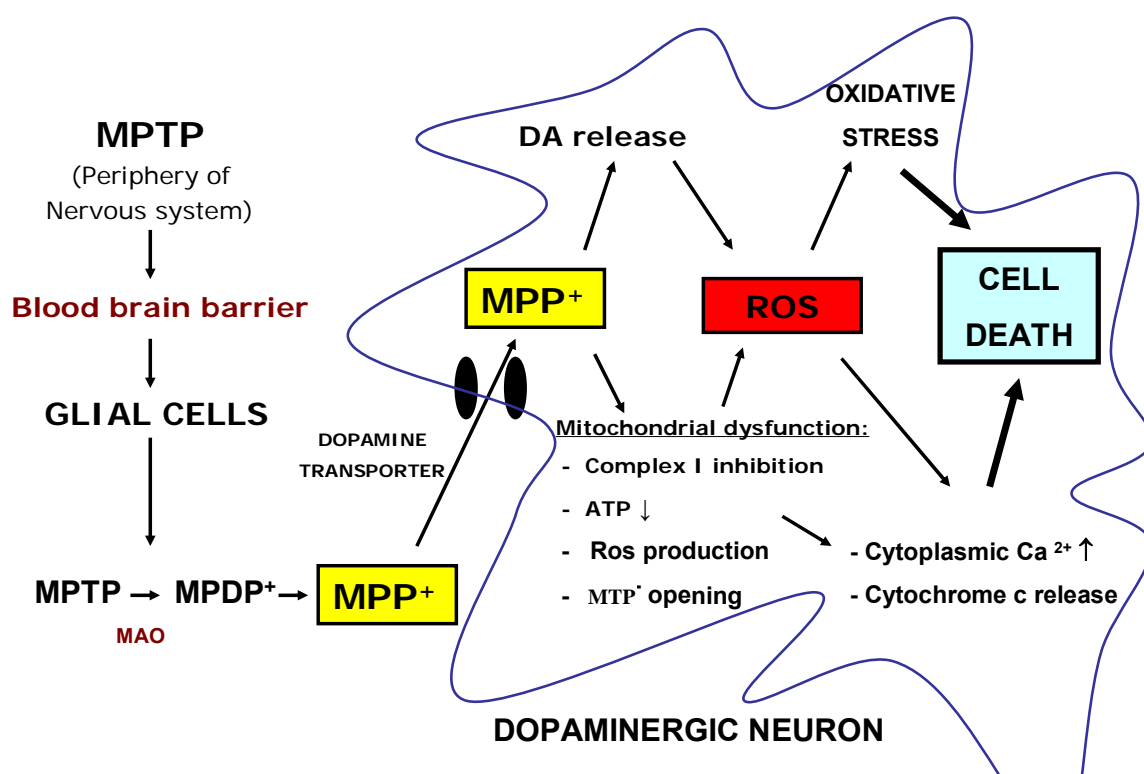 MPTP
(Periphery of
Nervous system)
Blood brain barrier
GLIAL CELLS
MPTP
MPDP⁺
MPP⁺
MAO
DOPAMINE
TRANSPORTER
MPP⁺
DA release
ROS
OXIDATIVE
STRESS
CELL
DEATH
Mitochondrial dysfunction:
- Complex I inhibition
- ATP ↓
- Ros production
- MTP⁻ opening
- Cytoplasmic Ca ²⁺ ↑
- Cytochrome c release
DOPAMINERGIC NEURON